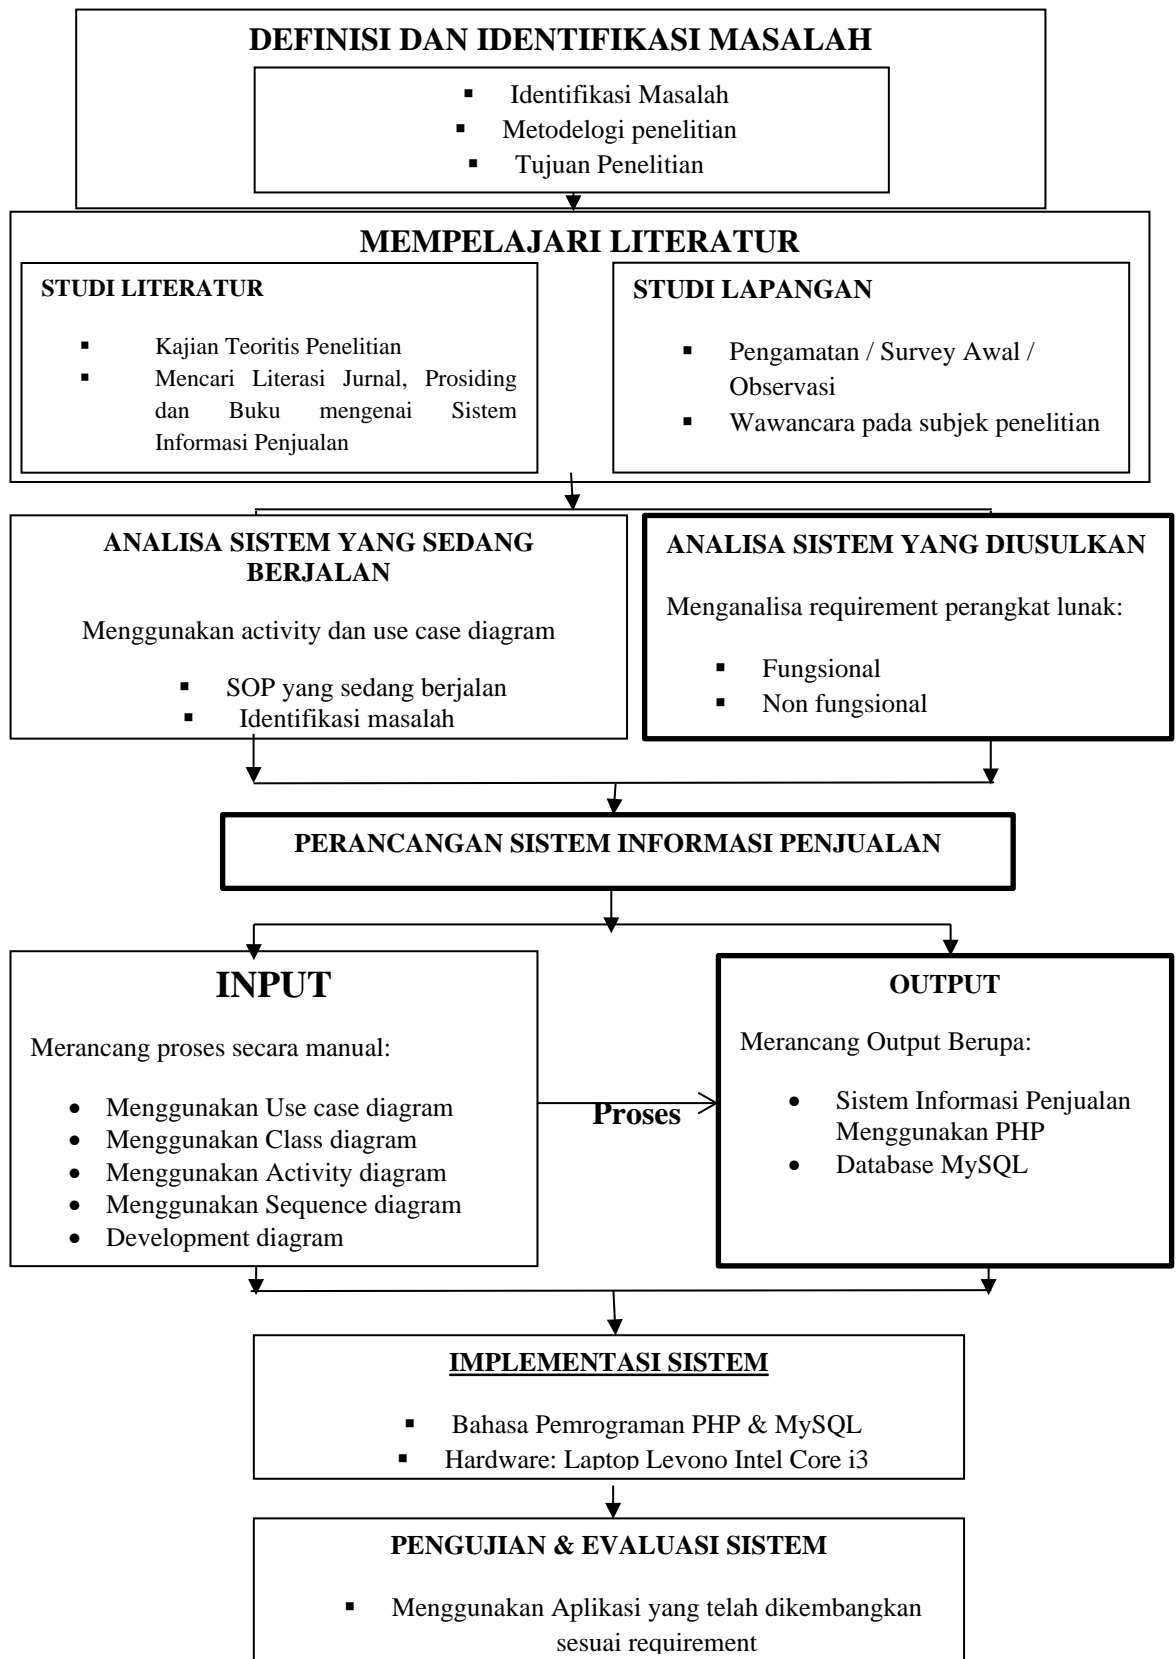 DEFINISI DAN IDENTIFIKASI MASALAH
▪ Identifikasi Masalah
▪ Metodelogi penelitian
▪ Tujuan Penelitian
MEMPELAJARI LITERATUR
STUDI LITERATUR
▪ Kajian Teoritis Penelitian
▪ Mencari Literasi Jurnal, Prosiding
dan Buku mengenai Sistem
Informasi Penjualan
STUDI LAPANGAN
▪ Pengamatan / Survey Awal /
Observasi
▪ Wawancara pada subjek penelitian
ANALISA SISTEM YANG SEDANG
BERJALAN
Menggunakan activity dan use case diagram
▪ SOP yang sedang berjalan
▪ Identifikasi masalah
ANALISA SISTEM YANG DIUSULKAN
Menganalisa requirement perangkat lunak:
▪ Fungsional
▪ Non fungsional
PERANCANGAN SISTEM INFORMASI PENJUALAN
INPUT
Merancang proses secara manual:
• Menggunakan Use case diagram
• Menggunakan Class diagram
• Menggunakan Activity diagram
• Menggunakan Sequence diagram
• Development diagram
Proses
OUTPUT
Merancang Output Berupa:
• Sistem Informasi Penjualan
Menggunakan PHP
• Database MySQL
IMPLEMENTASI SISTEM
▪ Bahasa Pemrograman PHP & MySQL
▪ Hardware: Laptop Levono Intel Core i3
PENGUJIAN & EVALUASI SISTEM
▪ Menggunakan Aplikasi yang telah dikembangkan
sesuai requirement